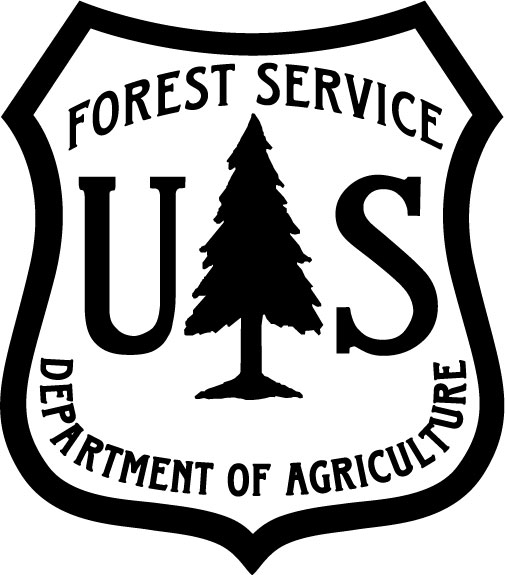 FOREST SERVICE
U S
DEPARTMENT OF AGRICULTURE